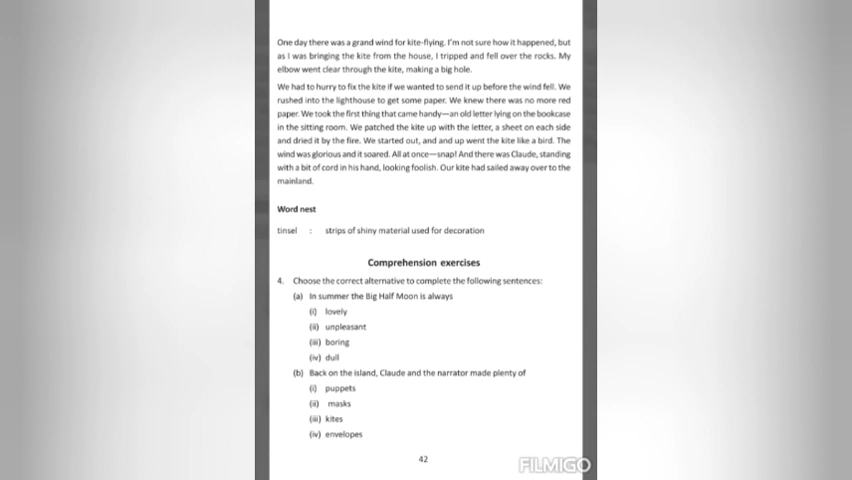 One day there was a grand wind for kite-flying. I'm not sure how it happened, but
as I was bringing the kite from the house, I tripped and fell over the rocks. My
elbow went clear through the kite, making a big hole.
We had to hurry to fix the kite if we wanted to send it up before the wind fell. We
rushed into the lighthouse to get some paper. We knew there was no more red
paper. We took the first thing that came handy—an old letter lying on the bookcase
in the sitting room. We patched the kite up with the letter, a sheet on each side
and dried it by the fire. We started out, and and up went the kite like a bird. The
wind was glorious and it soared. All at once—snap! And there was Claude, standing
with a bit of cord in his hand, looking foolish. Our kite had sailed away over to the
mainland.
Word nest
tinsel : strips of shiny material used for decoration
Comprehension exercises
4. Choose the correct alternative to complete the following sentences:
(a) In summer the Big Half Moon is always
(i) lovely
(ii) unpleasant
(iii) boring
(iv) dull
(b) Back on the island, Claude and the narrator made plenty of
(i) puppets
(ii) masks
(iii) kites
(iv) envelopes
42
FILMIGO